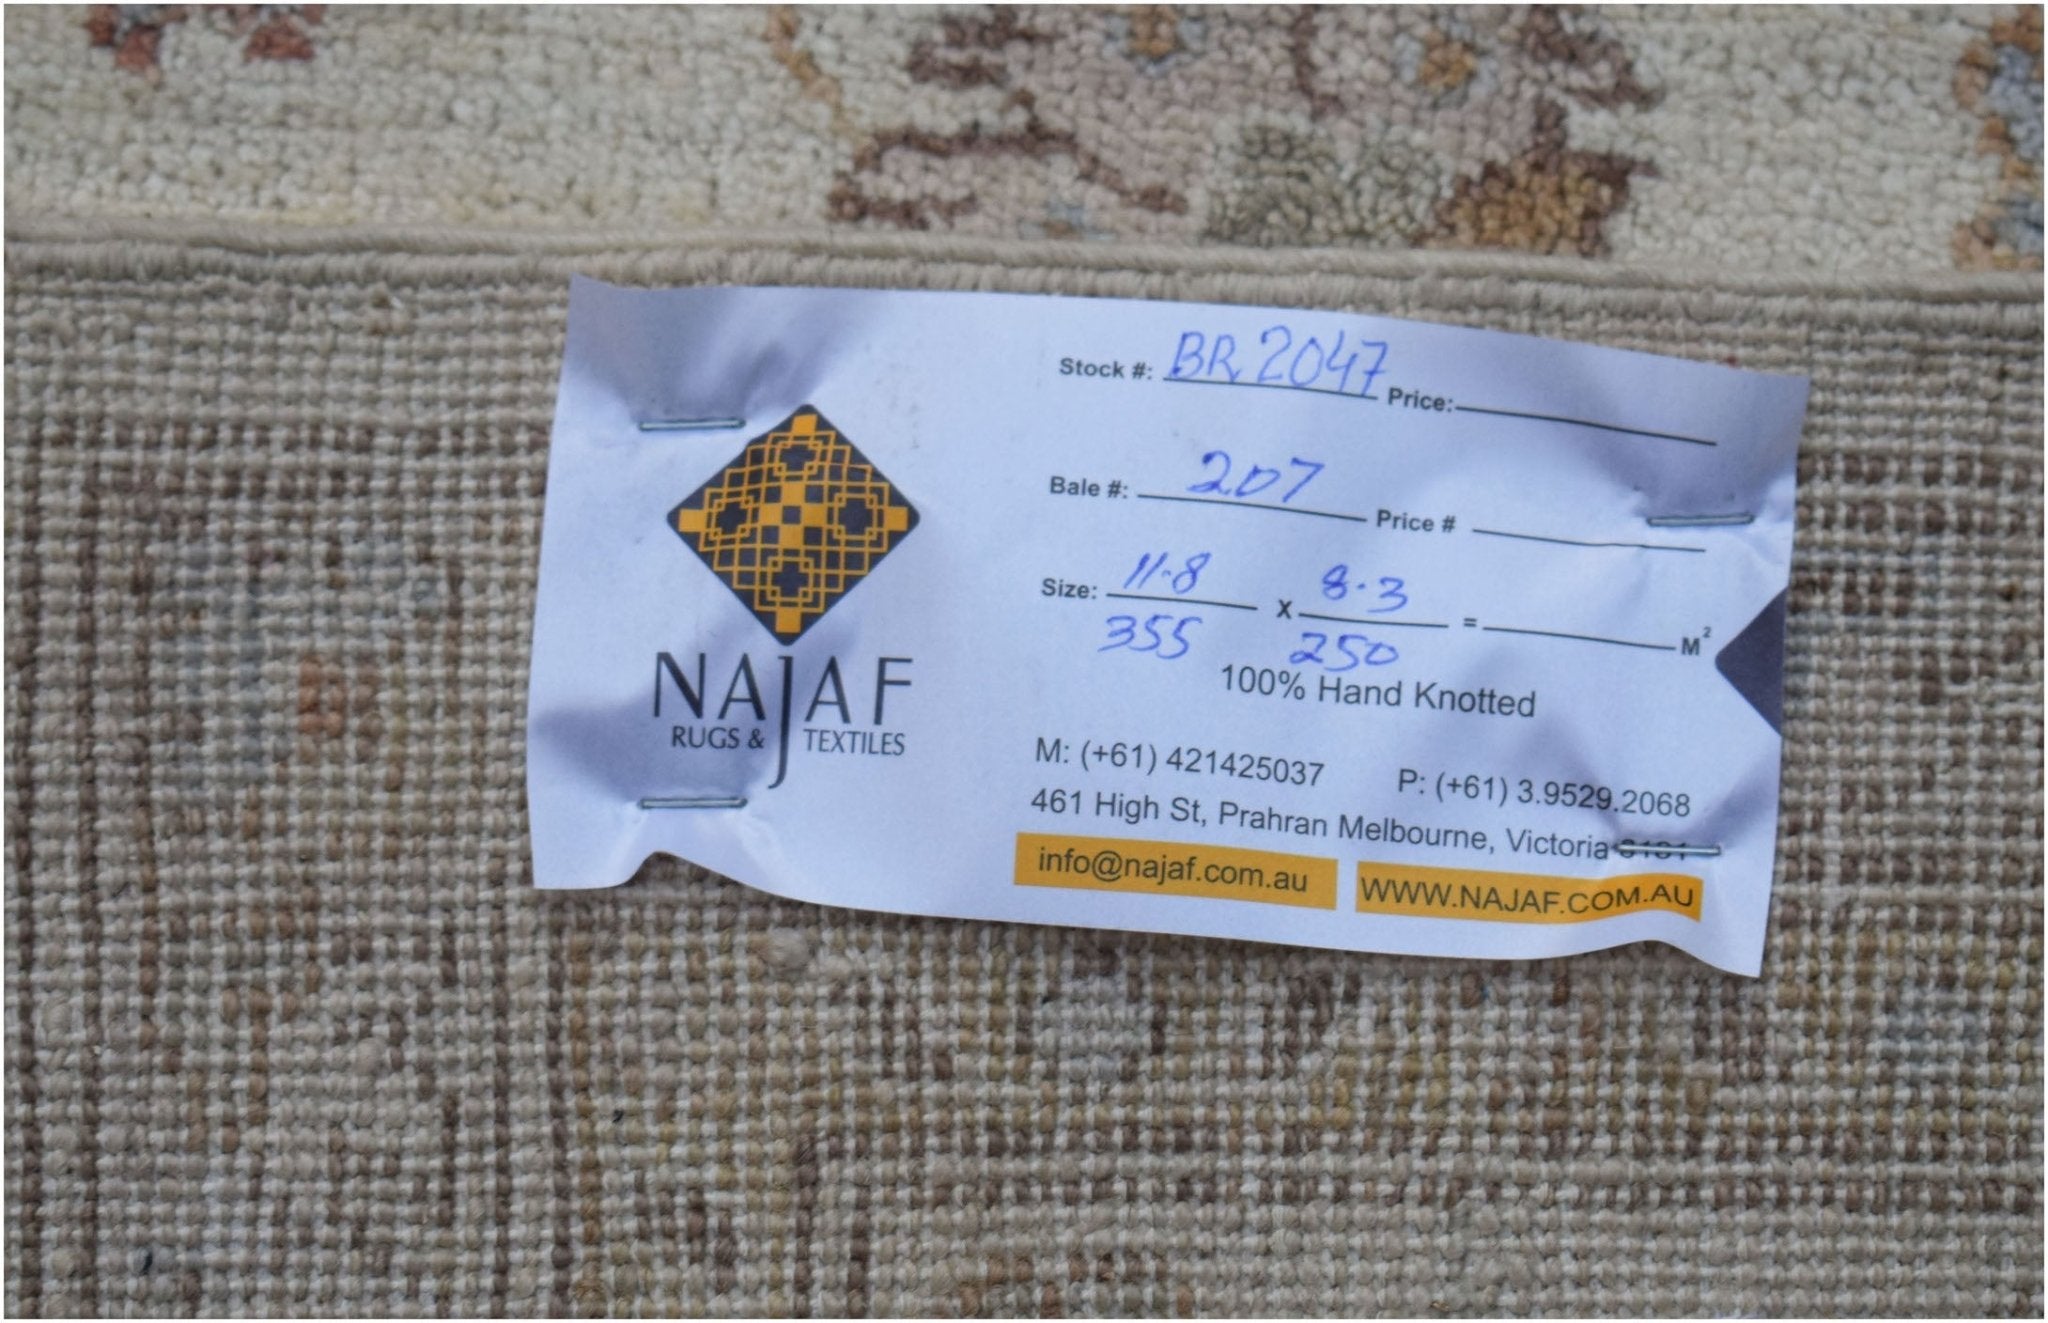 Stock #: BR 2047 Price:
Bale #: 207 Price #
Size: 11.8 X 8.3 = M²
355 250
100% Hand Knotted
NAJAF
RUGS & TEXTILES
M: (+61) 421425037 P: (+61) 3.9529.2068
461 High St, Prahran Melbourne, Victoria
info@najaf.com.au WWW.NAJAF.COM.AU